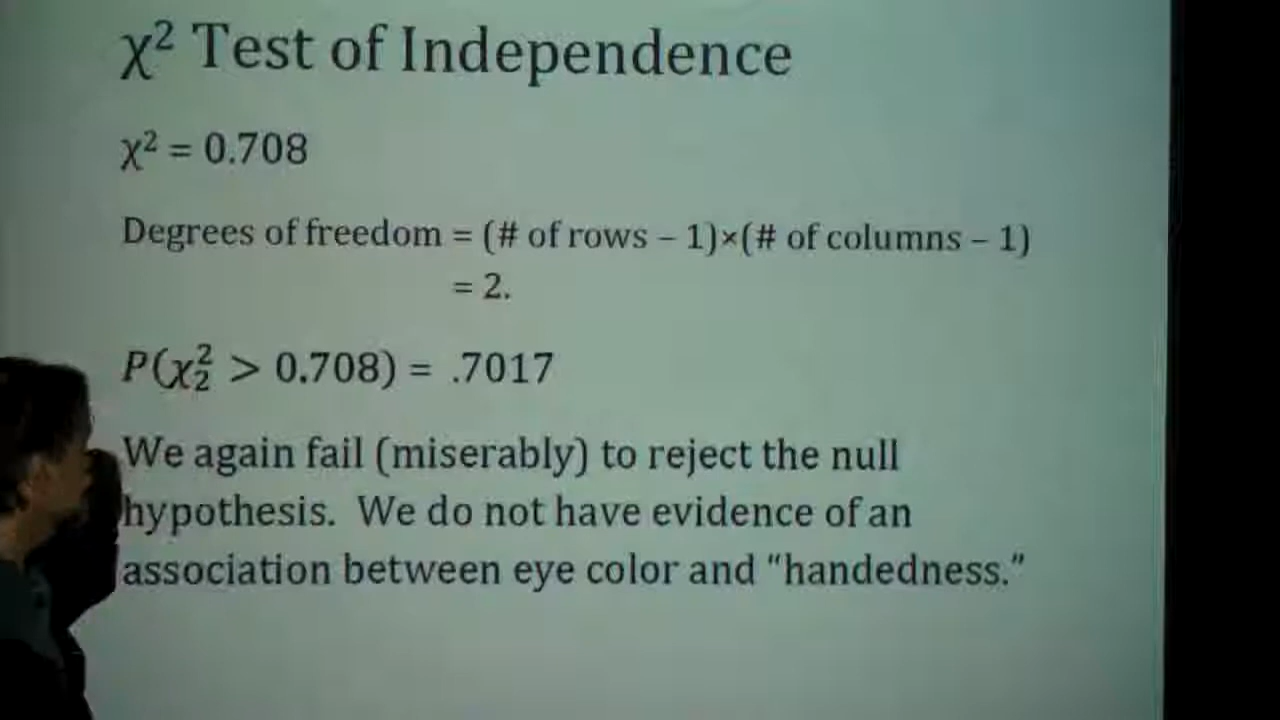 χ² Test of Independence
χ² = 0.708
Degrees of freedom = (# of rows – 1)×(# of columns – 1)
= 2.
P(χ₂² > 0.708) = .7017
We again fail (miserably) to reject the null
hypothesis. We do not have evidence of an
association between eye color and “handedness.”